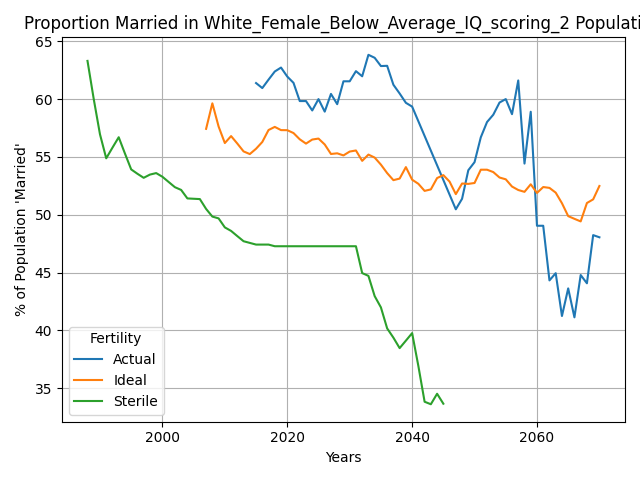 Proportion Married in White_Female_Below_Average_IQ_scoring_2 Populati
65
60
55
50
45
40
35
% of Population 'Married'
Fertility
Actual
Ideal
Sterile
2000
2020
2040
2060
Years